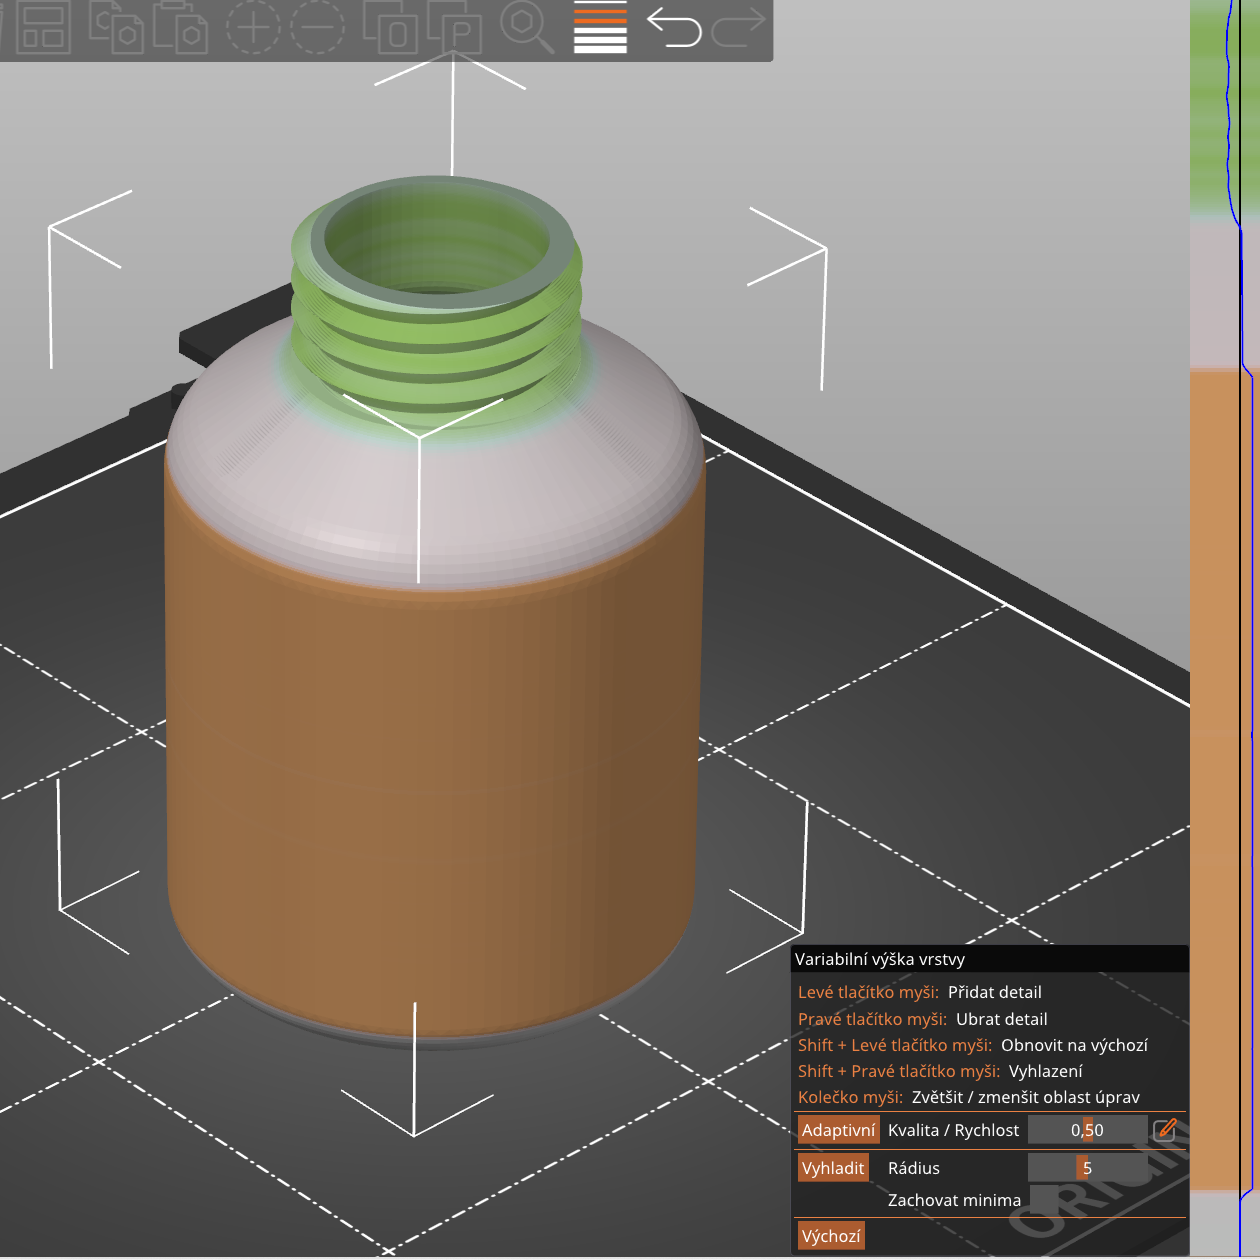 Variabilní výška vrstvy
Levé tlačítko myši: Přidat detail
Pravé tlačítko myši: Ubrat detail
Shift + Levé tlačítko myši: Obnovit na výchozí
Shift + Pravé tlačítko myši: Vyhlazení
Kolečko myši: Zvětšit / zmenšit oblast úprav
Adaptivní Kvalita / Rychlost 0,50
Vyhladit Rádius 5
Zachovat minima
Výchozí